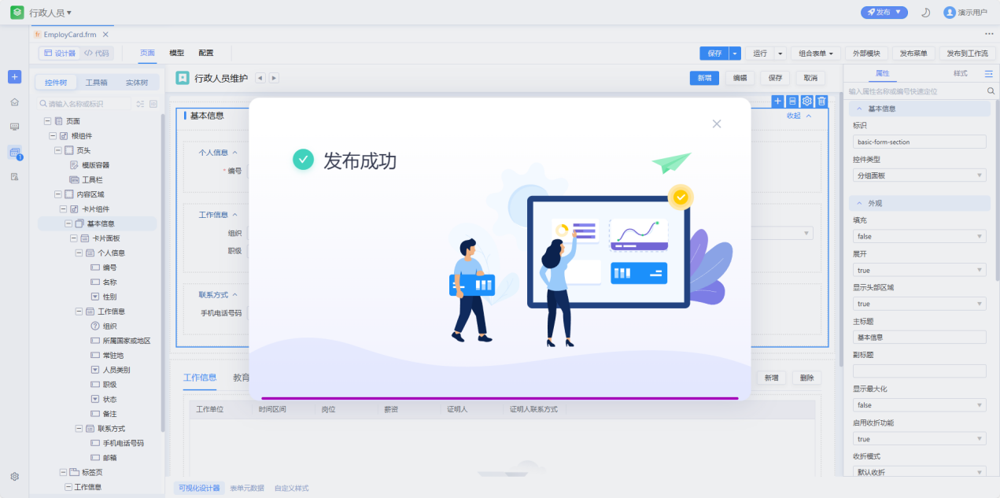 行政人员
发布
演示用户
EmployCard.frm
设计器
代码
页面
模型
配置
保存
运行
组合表单
外部模块
发布菜单
发布到工作流
控件树
工具箱
实体树
请输入名称或标识
页面
根组件
页头
模版容器
工具栏
内容区域
卡片组件
基本信息
卡片面板
个人信息
编号
名称
性别
工作信息
组织
所属国家或地区
常驻地
人员类别
职级
状态
备注
联系方式
手机电话号码
邮箱
标签页
工作信息
行政人员维护
新增
编辑
保存
取消
基本信息
收起
个人信息
* 编号
工作信息
组织
职级
联系方式
手机电话号码
发布成功
工作信息
教育
新增
删除
工作单位
时间区间
岗位
薪资
证明人
证明人联系方式
可视化设计器
表单元数据
自定义样式
属性
样式
输入属性名称或编号快速定位
基本信息
标识
basic-form-section
控件类型
分组面板
外观
填充
false
展开
true
显示头部区域
true
主标题
基本信息
副标题
显示最大化
false
启用收折功能
true
收折模式
默认收折